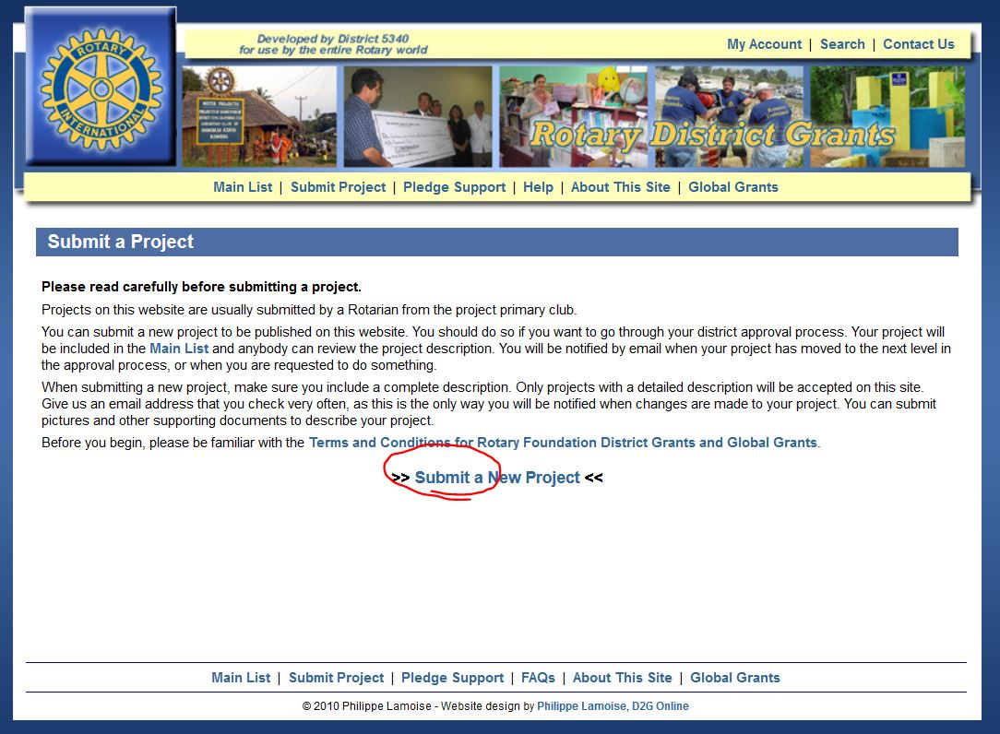 ROTARY
INTERNATIONAL
Developed by District 5340
for use by the entire Rotary world
My Account | Search | Contact Us
WATER PROJECTS
Rotary District Grants
Main List | Submit Project | Pledge Support | Help | About This Site | Global Grants
Submit a Project
Please read carefully before submitting a project.
Projects on this website are usually submitted by a Rotarian from the project primary club.
You can submit a new project to be published on this website. You should do so if you want to go through your district approval process. Your project will
be included in the Main List and anybody can review the project description. You will be notified by email when your project has moved to the next level in
the approval process, or when you are requested to do something.
When submitting a new project, make sure you include a complete description. Only projects with a detailed description will be accepted on this site.
Give us an email address that you check very often, as this is the only way you will be notified when changes are made to your project. You can submit
pictures and other supporting documents to describe your project.
Before you begin, please be familiar with the Terms and Conditions for Rotary Foundation District Grants and Global Grants.
>> Submit a New Project <<
Main List | Submit Project | Pledge Support | FAQs | About This Site | Global Grants
© 2010 Philippe Lamoise - Website design by Philippe Lamoise, D2G Online